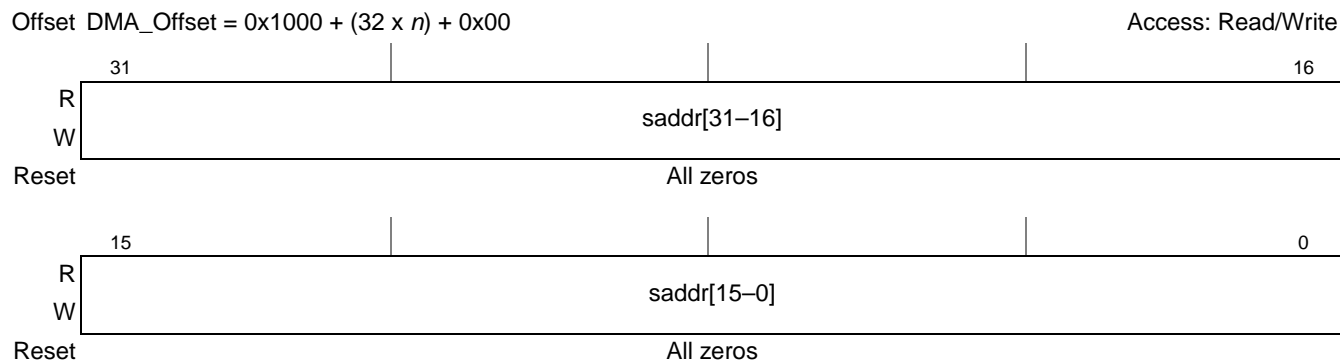 Offset DMA_Offset = 0x1000 + (32 x n) + 0x00 Access: Read/Write
31 16
R
saddr[31–16]
W
Reset All zeros
15 0
R
saddr[15–0]
W
Reset All zeros